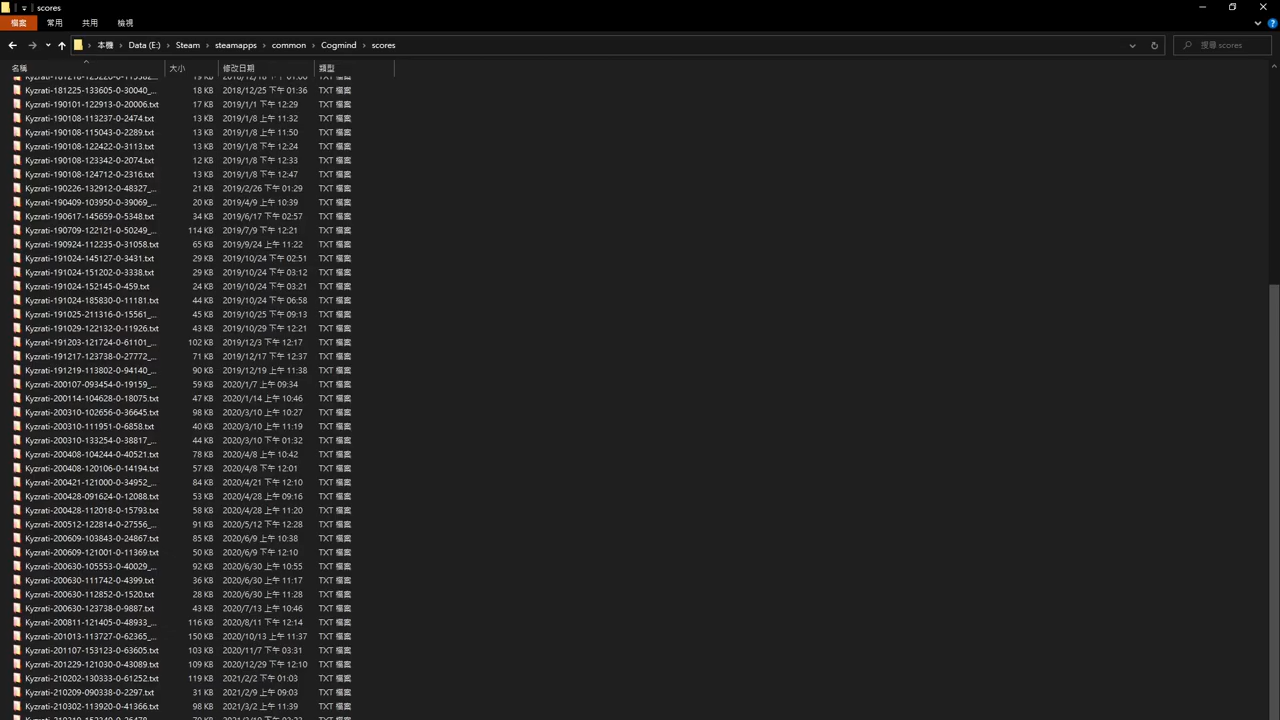 scores
檔案 常用 共用 檢視
本機 Data (E:) Steam steamapps common Cogmind scores 搜尋 scores
名稱 大小 修改日期 類型
Kyzrati-181225-133605-0-30040_... 18 KB 2018/12/25 下午 01:36 TXT 檔案
Kyzrati-190101-122913-0-20006.txt 17 KB 2019/1/1 下午 12:29 TXT 檔案
Kyzrati-190108-113237-0-2474.txt 13 KB 2019/1/8 上午 11:32 TXT 檔案
Kyzrati-190108-115043-0-2289.txt 13 KB 2019/1/8 上午 11:50 TXT 檔案
Kyzrati-190108-122422-0-3113.txt 13 KB 2019/1/8 下午 12:24 TXT 檔案
Kyzrati-190108-123342-0-2074.txt 12 KB 2019/1/8 下午 12:33 TXT 檔案
Kyzrati-190108-124712-0-2316.txt 13 KB 2019/1/8 下午 12:47 TXT 檔案
Kyzrati-190226-132912-0-48327_... 21 KB 2019/2/26 下午 01:29 TXT 檔案
Kyzrati-190409-103950-0-39069_... 20 KB 2019/4/9 上午 10:39 TXT 檔案
Kyzrati-190617-145659-0-5348.txt 34 KB 2019/6/17 下午 02:57 TXT 檔案
Kyzrati-190709-122121-0-50249_... 114 KB 2019/7/9 下午 12:21 TXT 檔案
Kyzrati-190924-112235-0-31058.txt 65 KB 2019/9/24 上午 11:22 TXT 檔案
Kyzrati-191024-145127-0-3431.txt 29 KB 2019/10/24 下午 02:51 TXT 檔案
Kyzrati-191024-151202-0-3338.txt 29 KB 2019/10/24 下午 03:12 TXT 檔案
Kyzrati-191024-152145-0-459.txt 24 KB 2019/10/24 下午 03:21 TXT 檔案
Kyzrati-191024-185830-0-11181.txt 44 KB 2019/10/24 下午 06:58 TXT 檔案
Kyzrati-191025-211316-0-15561_... 45 KB 2019/10/25 下午 09:13 TXT 檔案
Kyzrati-191029-122132-0-11926.txt 43 KB 2019/10/29 下午 12:21 TXT 檔案
Kyzrati-191203-121724-0-61101_... 102 KB 2019/12/3 下午 12:17 TXT 檔案
Kyzrati-191217-123738-0-27772_... 71 KB 2019/12/17 下午 12:37 TXT 檔案
Kyzrati-191219-113802-0-94140_... 90 KB 2019/12/19 上午 11:38 TXT 檔案
Kyzrati-200107-093454-0-19159_... 59 KB 2020/1/7 上午 09:34 TXT 檔案
Kyzrati-200114-104628-0-18075.txt 47 KB 2020/1/14 上午 10:46 TXT 檔案
Kyzrati-200310-102656-0-36645.txt 98 KB 2020/3/10 上午 10:27 TXT 檔案
Kyzrati-200310-111951-0-6858.txt 40 KB 2020/3/10 上午 11:19 TXT 檔案
Kyzrati-200310-133254-0-38817_... 44 KB 2020/3/10 下午 01:32 TXT 檔案
Kyzrati-200408-104244-0-40521.txt 78 KB 2020/4/8 上午 10:42 TXT 檔案
Kyzrati-200408-120106-0-14194.txt 57 KB 2020/4/8 下午 12:01 TXT 檔案
Kyzrati-200421-121000-0-34952_... 84 KB 2020/4/21 下午 12:10 TXT 檔案
Kyzrati-200428-091624-0-12088.txt 53 KB 2020/4/28 上午 09:16 TXT 檔案
Kyzrati-200428-112018-0-15793.txt 58 KB 2020/4/28 上午 11:20 TXT 檔案
Kyzrati-200512-122814-0-27556_... 91 KB 2020/5/12 下午 12:28 TXT 檔案
Kyzrati-200609-103843-0-24867.txt 85 KB 2020/6/9 上午 10:38 TXT 檔案
Kyzrati-200609-121001-0-11369.txt 50 KB 2020/6/9 下午 12:10 TXT 檔案
Kyzrati-200630-105553-0-40029_... 92 KB 2020/6/30 上午 10:55 TXT 檔案
Kyzrati-200630-111742-0-4399.txt 36 KB 2020/6/30 上午 11:17 TXT 檔案
Kyzrati-200630-112852-0-1520.txt 28 KB 2020/6/30 上午 11:28 TXT 檔案
Kyzrati-200630-123738-0-9887.txt 43 KB 2020/7/13 上午 10:46 TXT 檔案
Kyzrati-200811-121405-0-48933_... 116 KB 2020/8/11 下午 12:14 TXT 檔案
Kyzrati-201013-113727-0-62365_... 150 KB 2020/10/13 上午 11:37 TXT 檔案
Kyzrati-201107-153123-0-63605.txt 103 KB 2020/11/7 下午 03:31 TXT 檔案
Kyzrati-201229-121030-0-43089.txt 109 KB 2020/12/29 下午 12:10 TXT 檔案
Kyzrati-210202-130333-0-61252.txt 119 KB 2021/2/2 下午 01:03 TXT 檔案
Kyzrati-210209-090338-0-2297.txt 31 KB 2021/2/9 上午 09:03 TXT 檔案
Kyzrati-210302-113920-0-41366.txt 98 KB 2021/3/2 上午 11:39 TXT 檔案